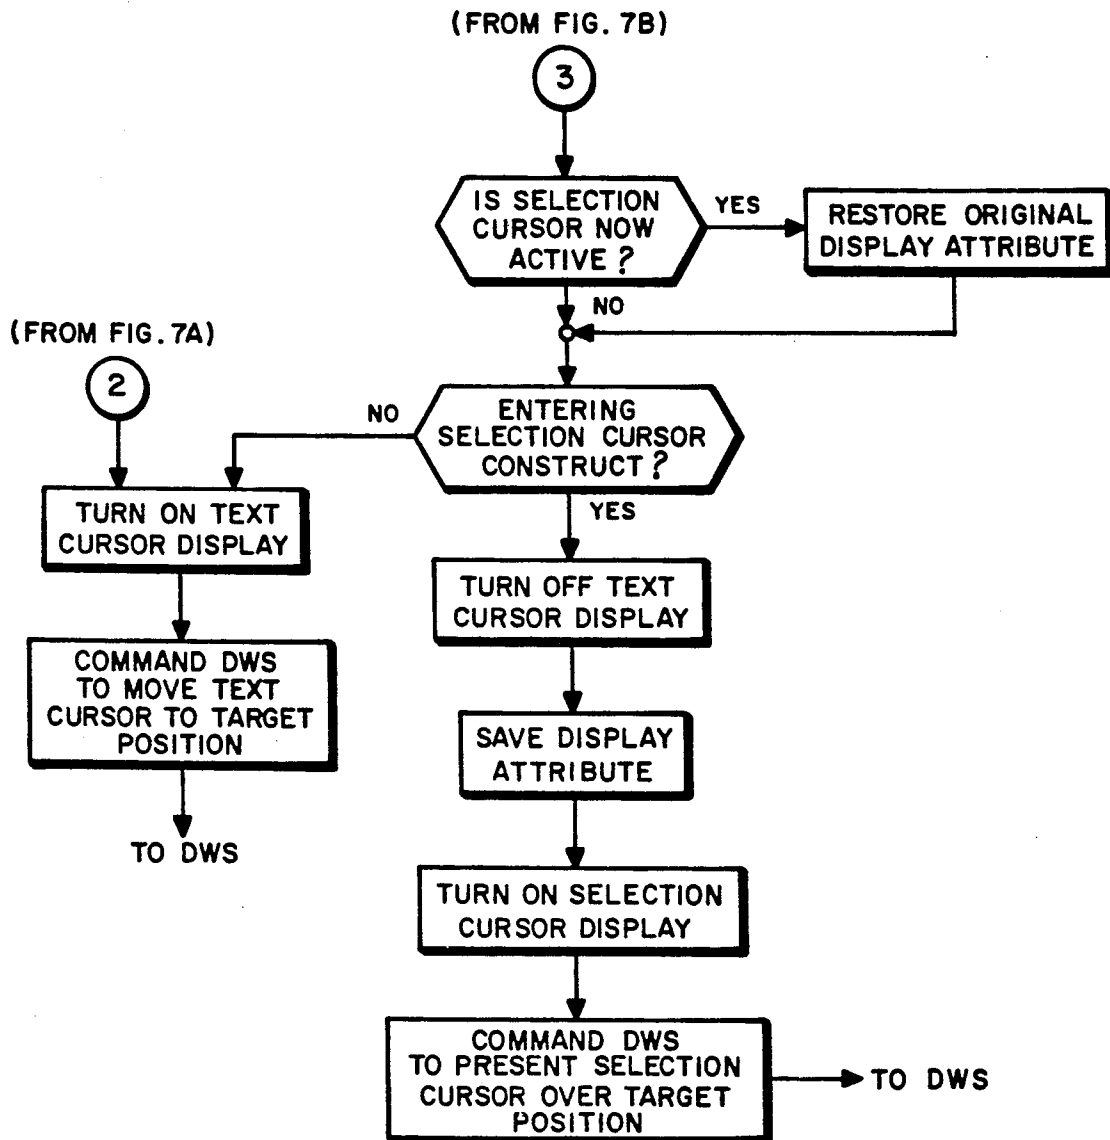 (FROM FIG. 7B)
3
IS SELECTION
CURSOR NOW
ACTIVE?
YES
RESTORE ORIGINAL
DISPLAY ATTRIBUTE
NO
(FROM FIG. 7A)
2
NO
ENTERING
SELECTION CURSOR
CONSTRUCT?
YES
TURN ON TEXT
CURSOR DISPLAY
TURN OFF TEXT
CURSOR DISPLAY
COMMAND DWS
TO MOVE TEXT
CURSOR TO TARGET
POSITION
SAVE DISPLAY
ATTRIBUTE
TO DWS
TURN ON SELECTION
CURSOR DISPLAY
COMMAND DWS
TO PRESENT SELECTION
CURSOR OVER TARGET
POSITION
TO DWS